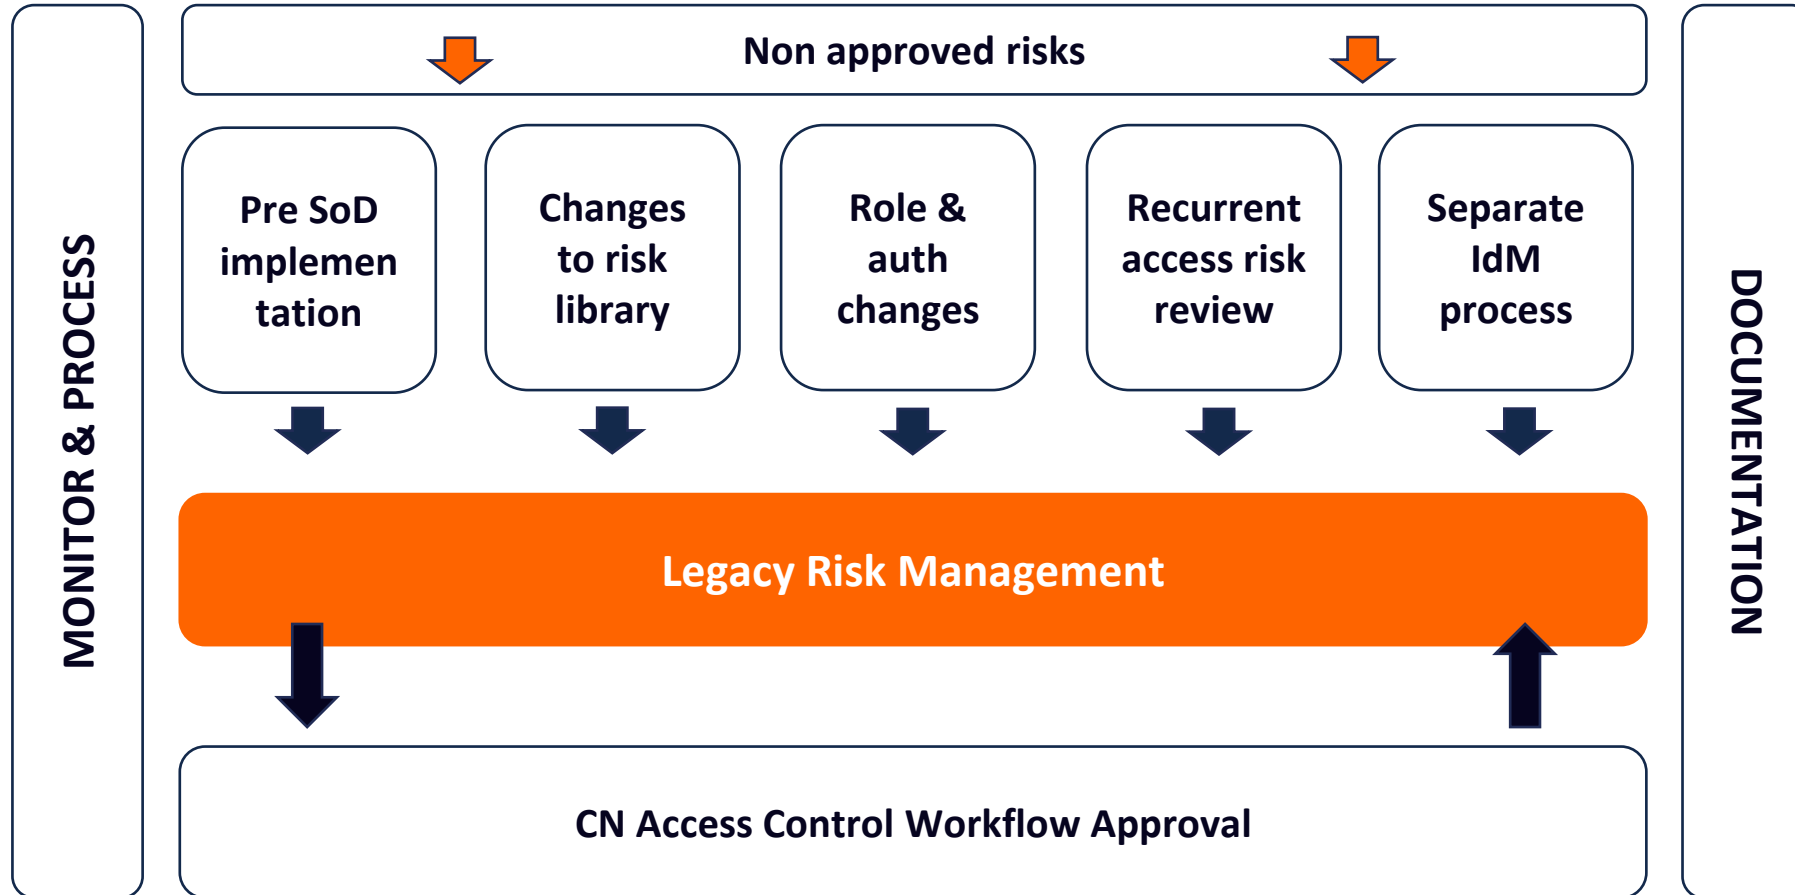 MONITOR & PROCESS
Non approved risks
Pre SoD
implemen
tation
Changes
to risk
library
Role &
auth
changes
Recurrent
access risk
review
Separate
IdM
process
Legacy Risk Management
CN Access Control Workflow Approval
DOCUMENTATION